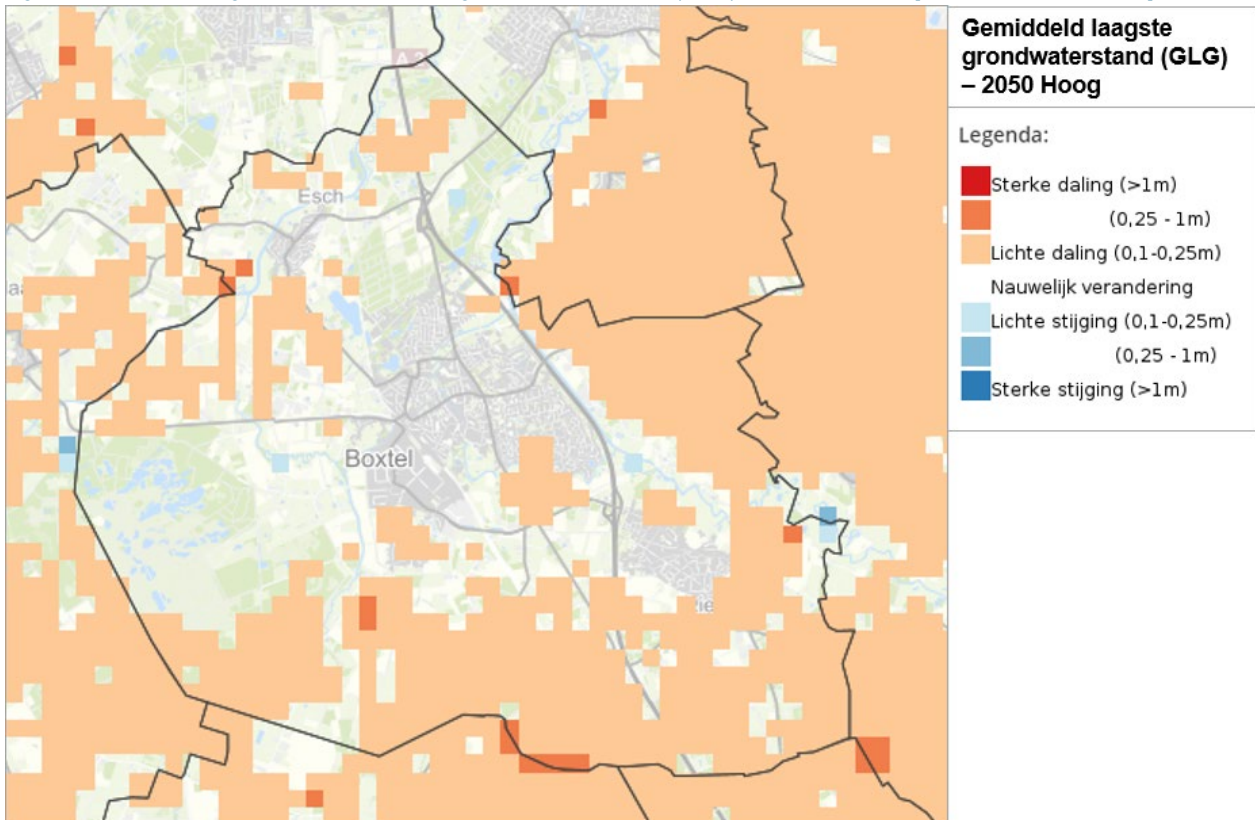 Gemiddeld laagste
grondwaterstand (GLG)
– 2050 Hoog
Legenda:
Sterke daling (>1m)
(0,25 - 1m)
Lichte daling (0,1-0,25m)
Nauwelijk verandering
Lichte stijging (0,1-0,25m)
(0,25 - 1m)
Sterke stijging (>1m)
Esch
Boxtel